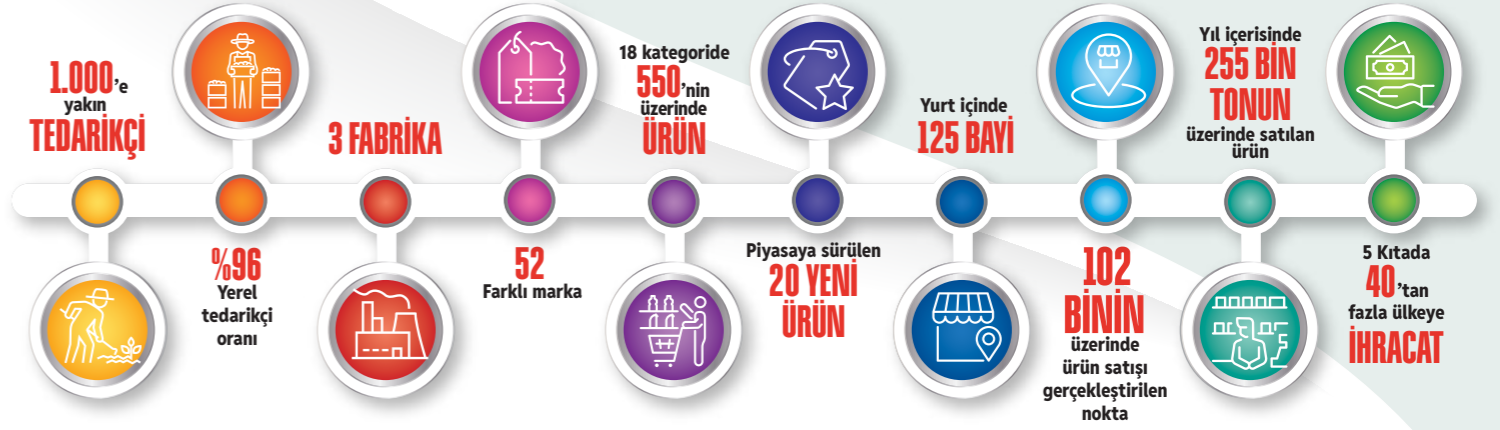 1.000’e
yakın
TEDARİKÇİ
%96
Yerel
tedarikçi
oranı
3 FABRİKA
52
Farklı marka
18 kategoride
550’nin
üzerinde
ÜRÜN
Piyasaya sürülen
20 YENİ
ÜRÜN
Yurt içinde
125 BAYİ
102
BİNİN
üzerinde
ürün satışı
gerçekleştirilen
nokta
Yıl içerisinde
255 BİN
TONUN
üzerinde satılan
ürün
5 Kıtada
40’tan
fazla ülkeye
İHRACAT